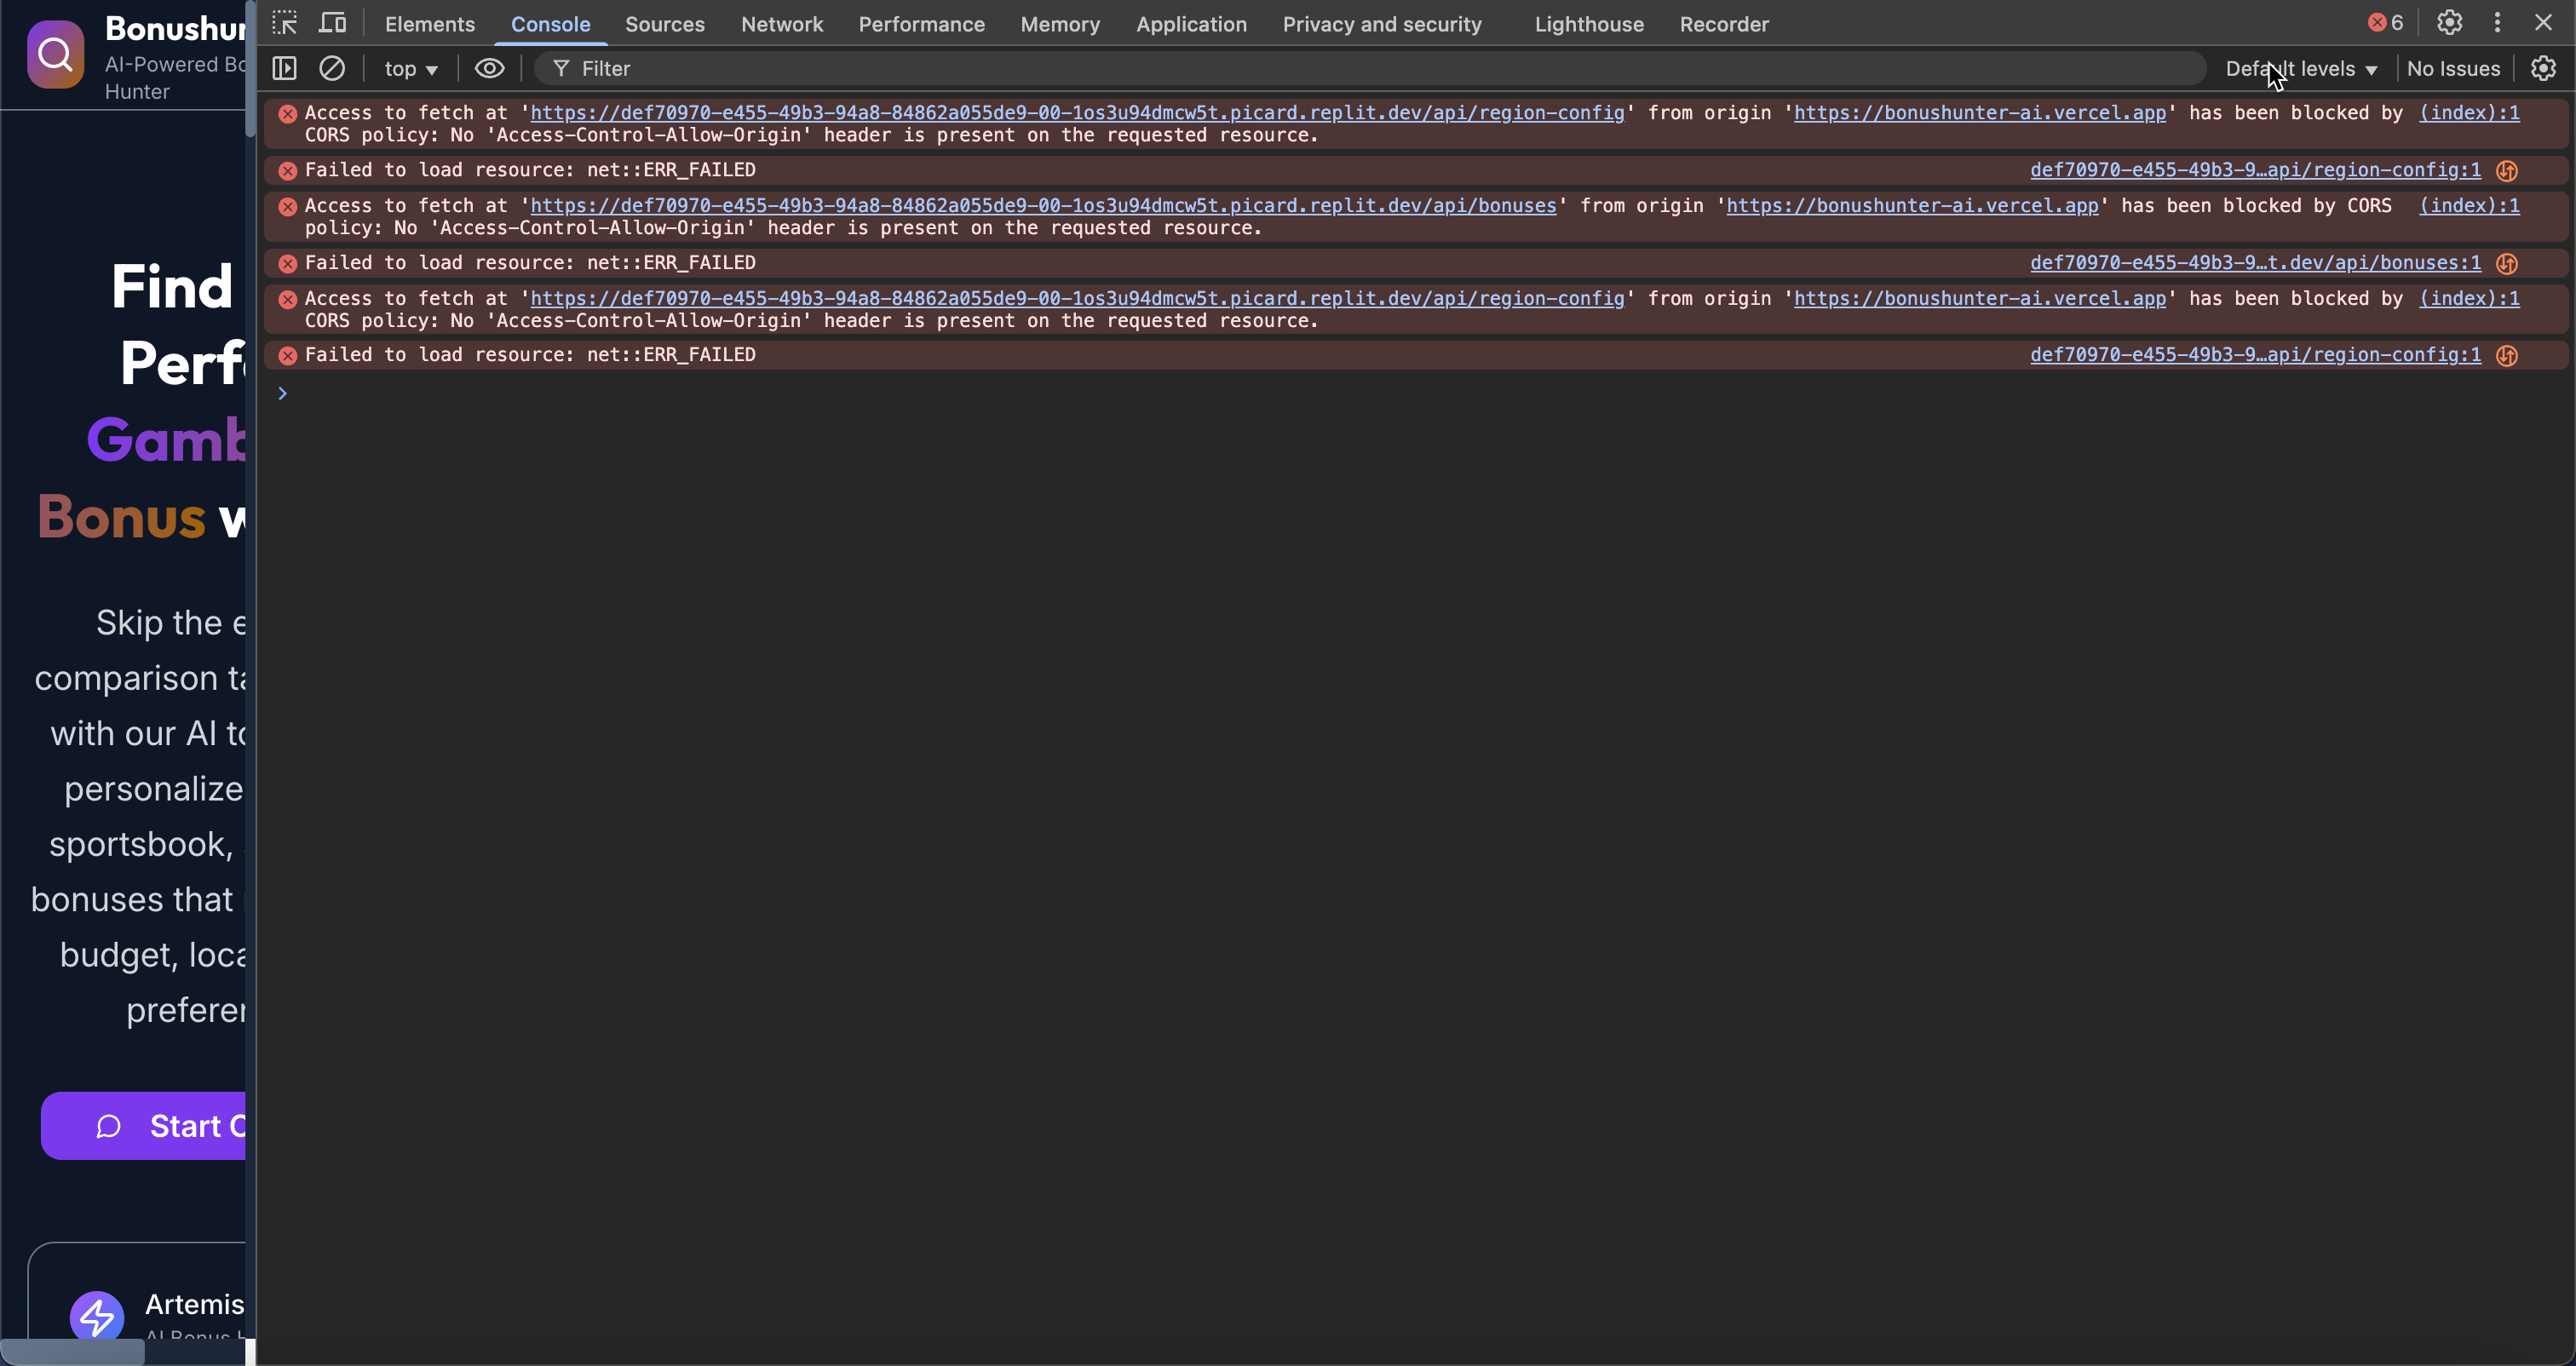 Bonushun
AI-Powered Bo
Hunter
Find
Perfe
Gamb
Bonus w
Skip the e
comparison ta
with our AI to
personalize
sportsbook,
bonuses that
budget, loca
preferen
Start C
Artemis
AI Bonus H
Elements Console Sources Network Performance Memory Application Privacy and security Lighthouse Recorder 6
top Filter Default levels No Issues
Access to fetch at 'https://def70970-e455-49b3-94a8-84862a055de9-00-1os3u94dmcw5t.picard.replit.dev/api/region-config' from origin 'https://bonushunter-ai.vercel.app' has been blocked by (index):1
CORS policy: No 'Access-Control-Allow-Origin' header is present on the requested resource.
Failed to load resource: net::ERR_FAILED def70970-e455-49b3-9…api/region-config:1
Access to fetch at 'https://def70970-e455-49b3-94a8-84862a055de9-00-1os3u94dmcw5t.picard.replit.dev/api/bonuses' from origin 'https://bonushunter-ai.vercel.app' has been blocked by CORS (index):1
policy: No 'Access-Control-Allow-Origin' header is present on the requested resource.
Failed to load resource: net::ERR_FAILED def70970-e455-49b3-9…t.dev/api/bonuses:1
Access to fetch at 'https://def70970-e455-49b3-94a8-84862a055de9-00-1os3u94dmcw5t.picard.replit.dev/api/region-config' from origin 'https://bonushunter-ai.vercel.app' has been blocked by (index):1
CORS policy: No 'Access-Control-Allow-Origin' header is present on the requested resource.
Failed to load resource: net::ERR_FAILED def70970-e455-49b3-9…api/region-config:1